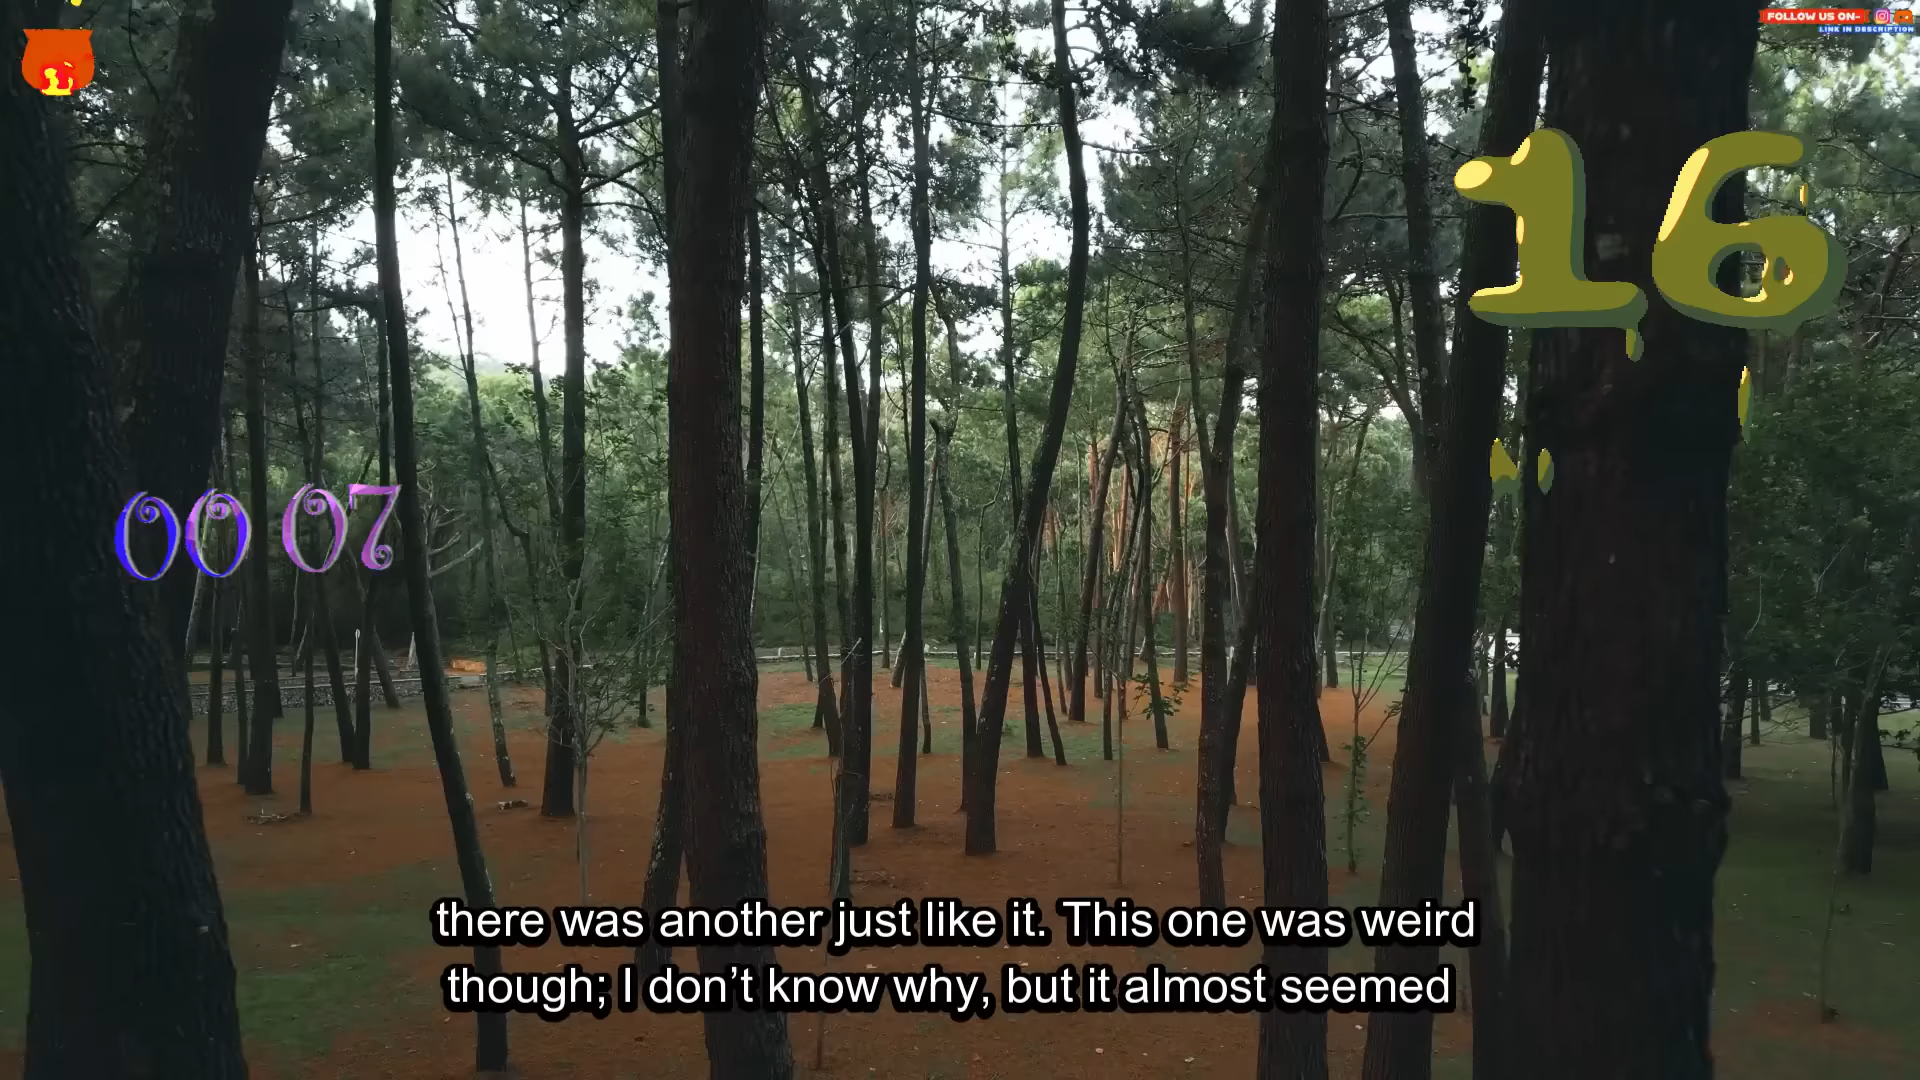 FOLLOW US ON-
LINK IN DESCRIPTION
16
00 07
there was another just like it. This one was weird
though; I don’t know why, but it almost seemed